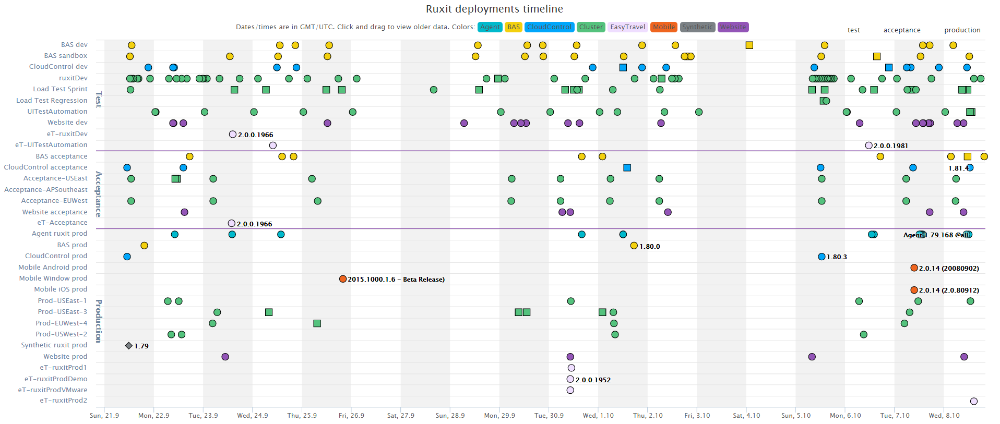 Ruxit deployments timeline
Dates/times are in GMT/UTC. Click and drag to view older data. Colors: Agent BAS CloudControl Cluster EasyTravel Mobile Synthetic Website
test acceptance production
BAS dev
BAS sandbox
CloudControl dev
ruxitDev
Load Test Sprint
Load Test Regression
UITestAutomation
Website dev
eT-ruxitDev 2.0.0.1966
eT-UITestAutomation 2.0.0.1981
Test
BAS acceptance
CloudControl acceptance 1.81.4
Acceptance-USEast
Acceptance-APSoutheast
Acceptance-EUWest
Website acceptance
eT-Acceptance 2.0.0.1966
Acceptance
Agent ruxit prod Agent 1.79.168 @all
BAS prod 1.80.0
CloudControl prod 1.80.3
Mobile Android prod 2.0.14 (20080902)
Mobile Window prod 2015.1000.1.6 - Beta Release)
Mobile iOS prod 2.0.14 (2.0.80912)
Prod-USEast-1
Prod-USEast-3
Prod-EUWest-4
Prod-USWest-2
Synthetic ruxit prod 1.79
Website prod
eT-ruxitProd1
eT-ruxitProdDemo 2.0.0.1952
eT-ruxitProdVMware
eT-ruxitProd2
Production
Sun, 21.9 Mon, 22.9 Tue, 23.9 Wed, 24.9 Thu, 25.9 Fri, 26.9 Sat, 27.9 Sun, 28.9 Mon, 29.9 Tue, 30.9 Wed, 1.10 Thu, 2.10 Fri, 3.10 Sat, 4.10 Sun, 5.10 Mon, 6.10 Tue, 7.10 Wed, 8.10